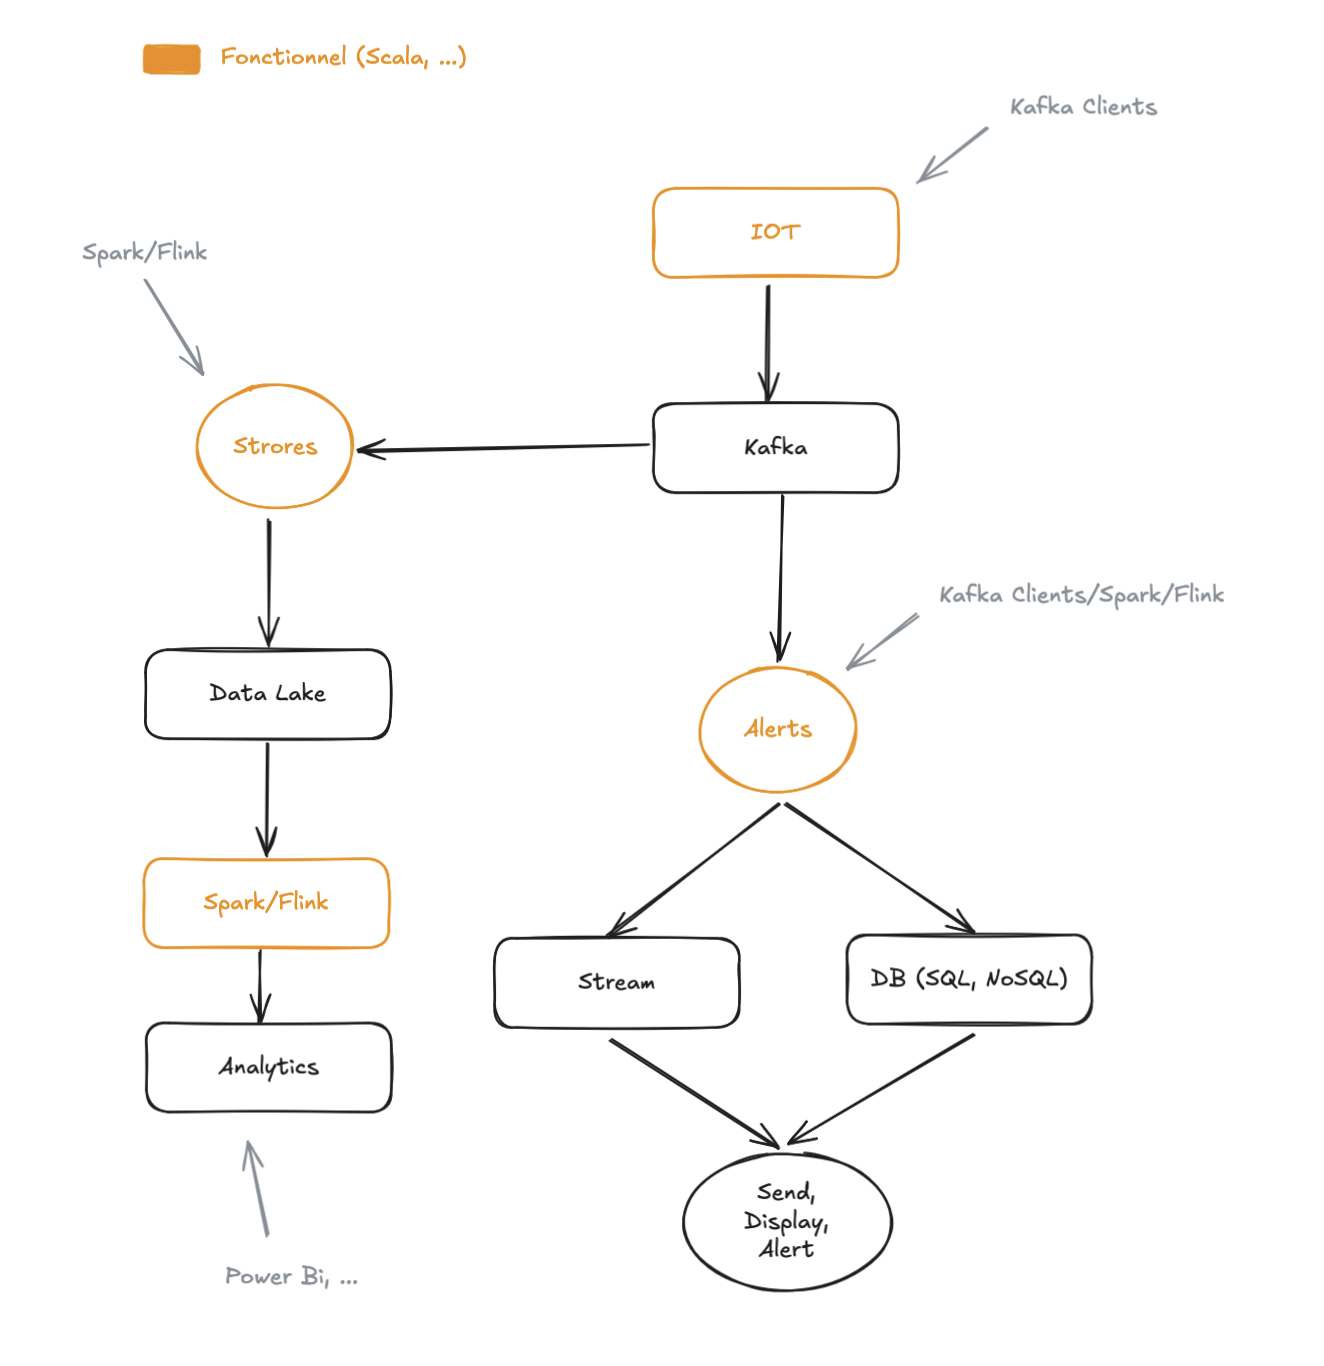 Fonctionnel (Scala, ...)
Kafka Clients
IOT
Spark/Flink
Strores
Kafka
Kafka Clients/Spark/Flink
Data Lake
Alerts
Spark/Flink
Stream
DB (SQL, NoSQL)
Analytics
Send,
Display,
Alert
Power Bi, ...